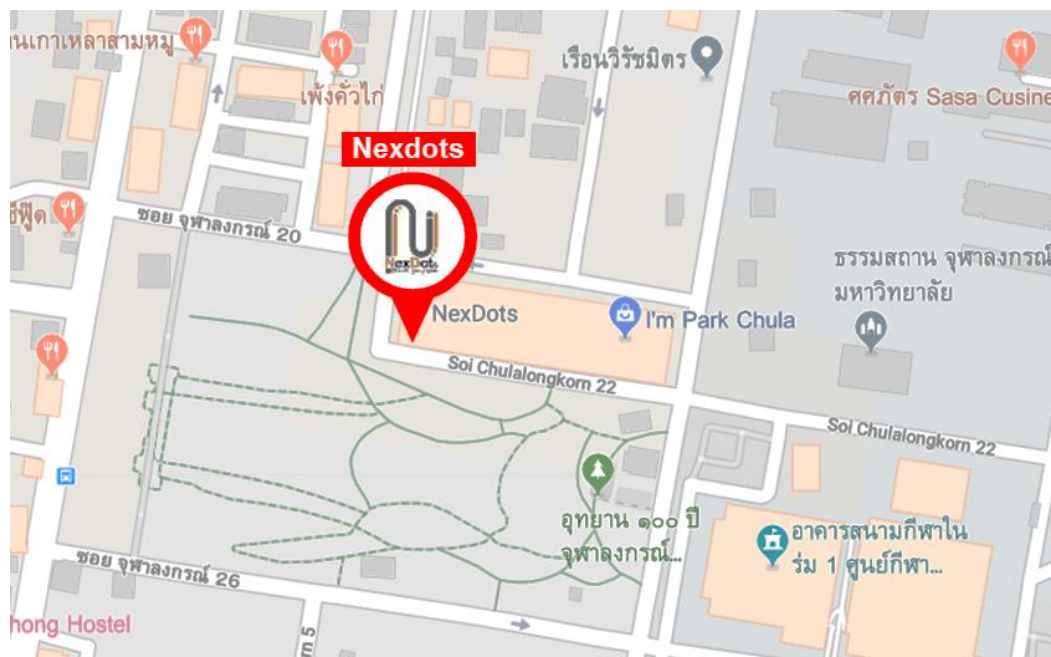 นเกาเหลาสามหมู
เพ้งคั่วไก่
เรือนวิรัชมิตร
ศศภัตร Sasa Cusine
Nexdots
NexDots
ซีฟู๊ด
ซอย จุฬาลงกรณ์ 20
ธรรมสถาน จุฬาลงกรณ์
มหาวิทยาลัย
NexDots
I'm Park Chula
Soi Chulalongkorn 22
Soi Chulalongkorn 22
อุทยาน ๑๐๐ ปี
จุฬาลงกรณ์...
อาคารสนามกีฬาใน
ร่ม 1 ศูนย์กีฬา...
ซอย จุฬาลงกรณ์ 26
hong Hostel
rn 5